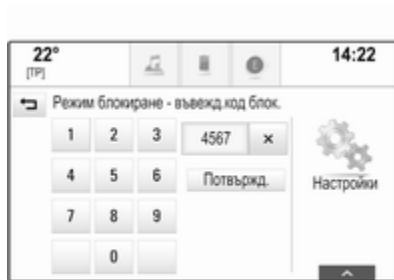 22° 14:22
[TP]
Режим блокиране - въвежд.код блок.
1 2 3 4567 ×
4 5 6 Потвържд. Настройки
7 8 9
0